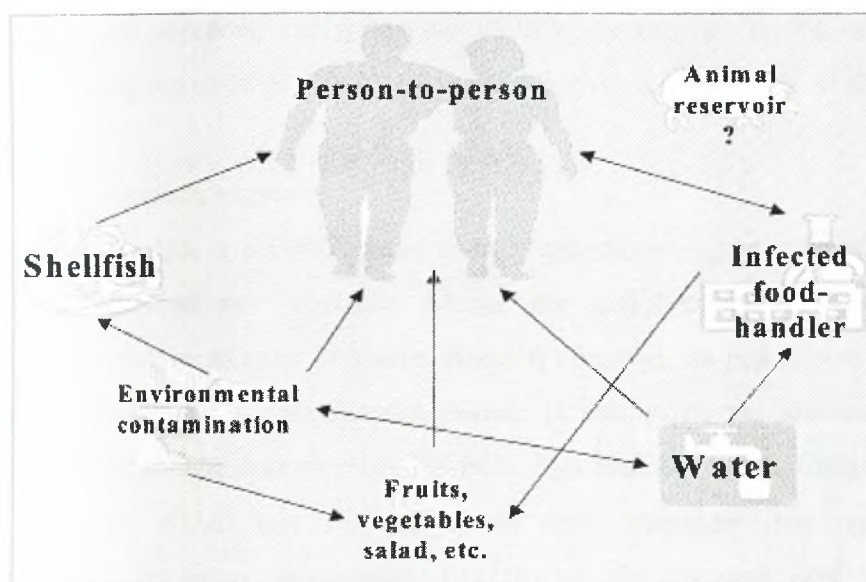 Person-to-person
Animal
reservoir
?
Shellfish
Infected
food-
handler
Environmental
contamination
Water
Fruits,
vegetables,
salad, etc.